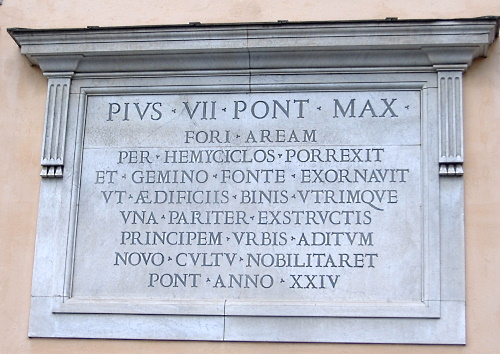 PIVS · VII · PONT · MAX ·
FORI · AREAM
PER · HEMYCICLOS · PORREXIT
ET · GEMINO · FONTE · EXORNAVIT
VT · ÆDIFICIIS · BINIS · VTRIMQVE
VNA · PARITER · EXSTRVCTIS
PRINCIPEM · VRBIS · ADITVM
NOVO · CVLTV · NOBILITARET
PONT · ANNO · XXIV